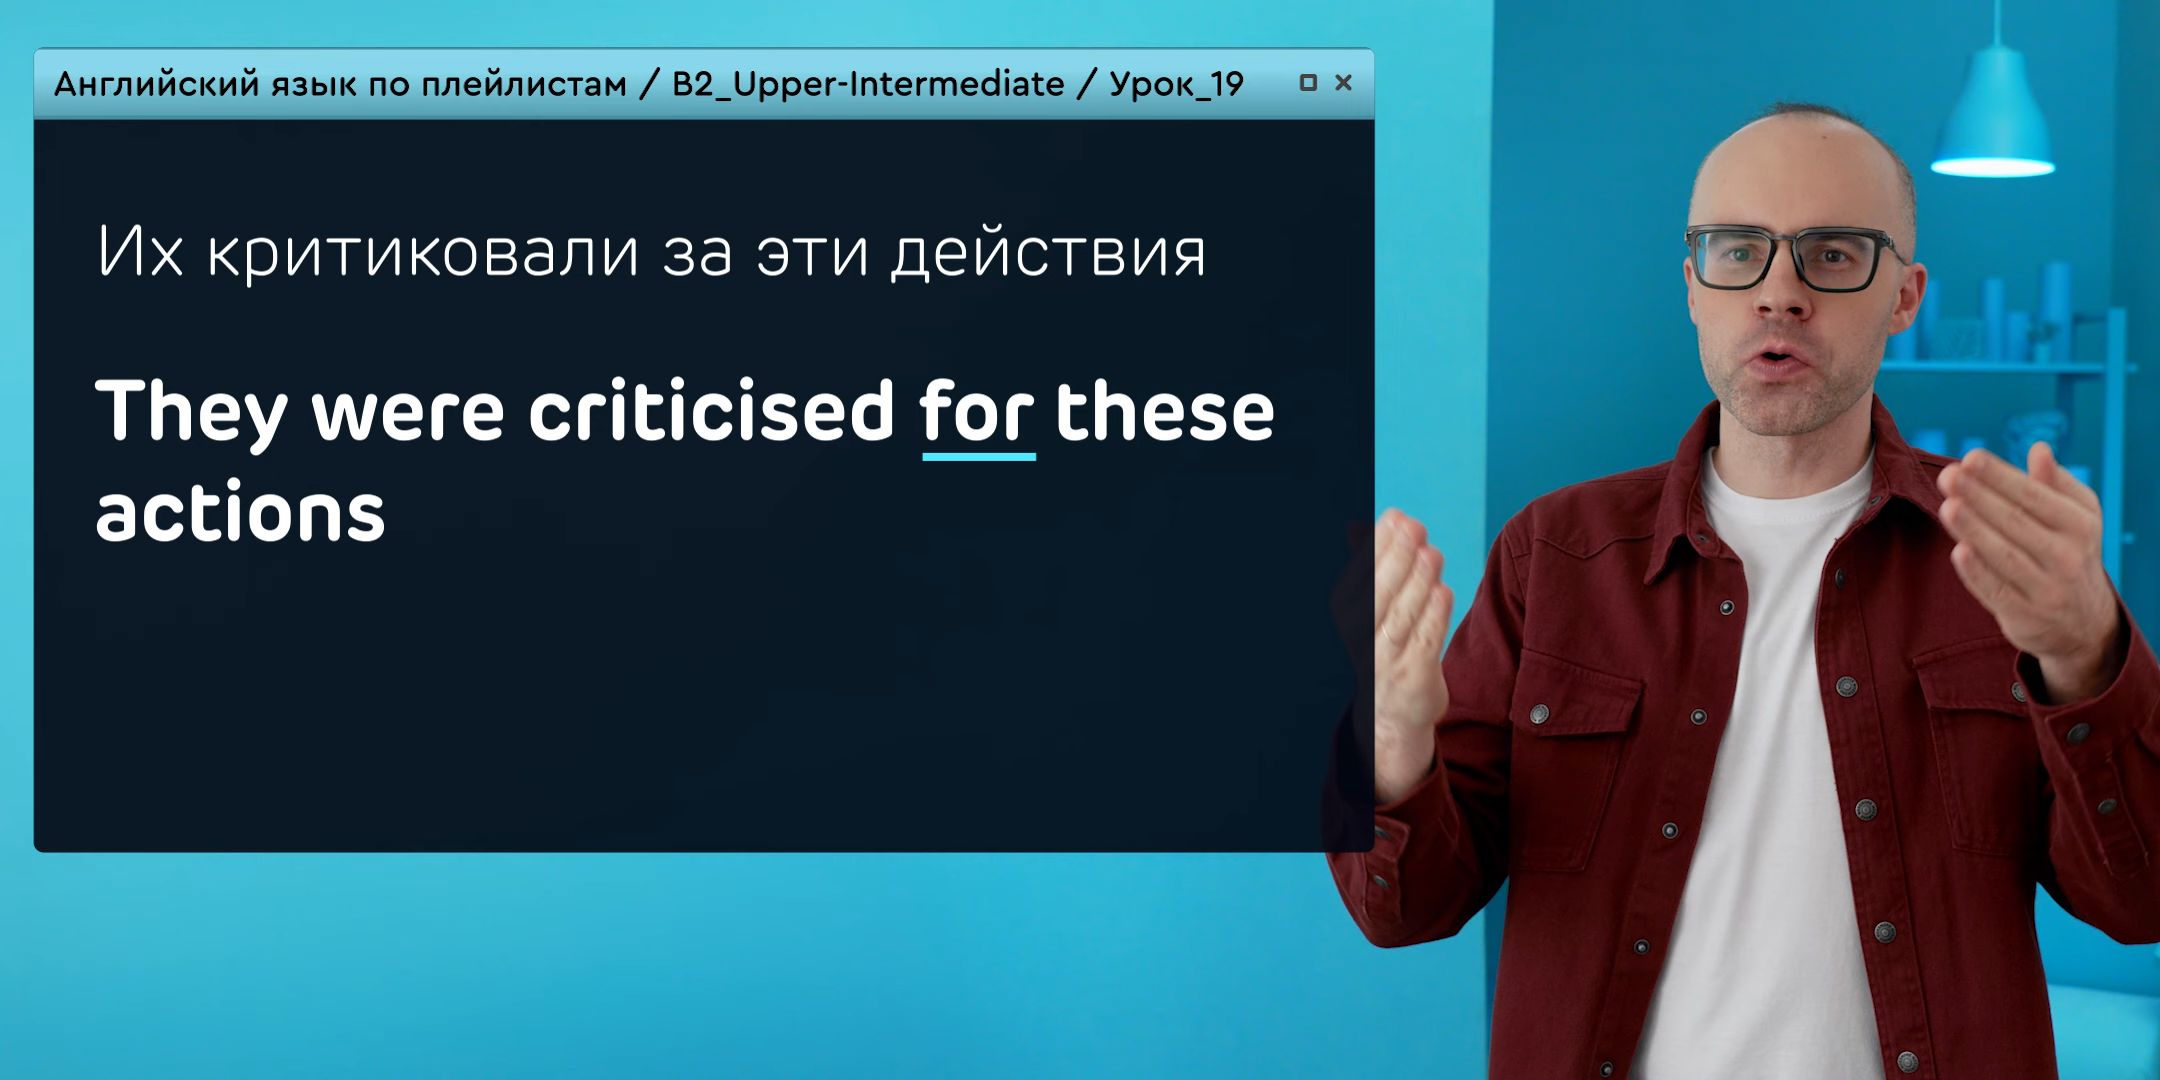 Английский язык по плейлистам / B2_Upper-Intermediate / Урок_19
Их критиковали за эти действия
They were criticised for these
actions